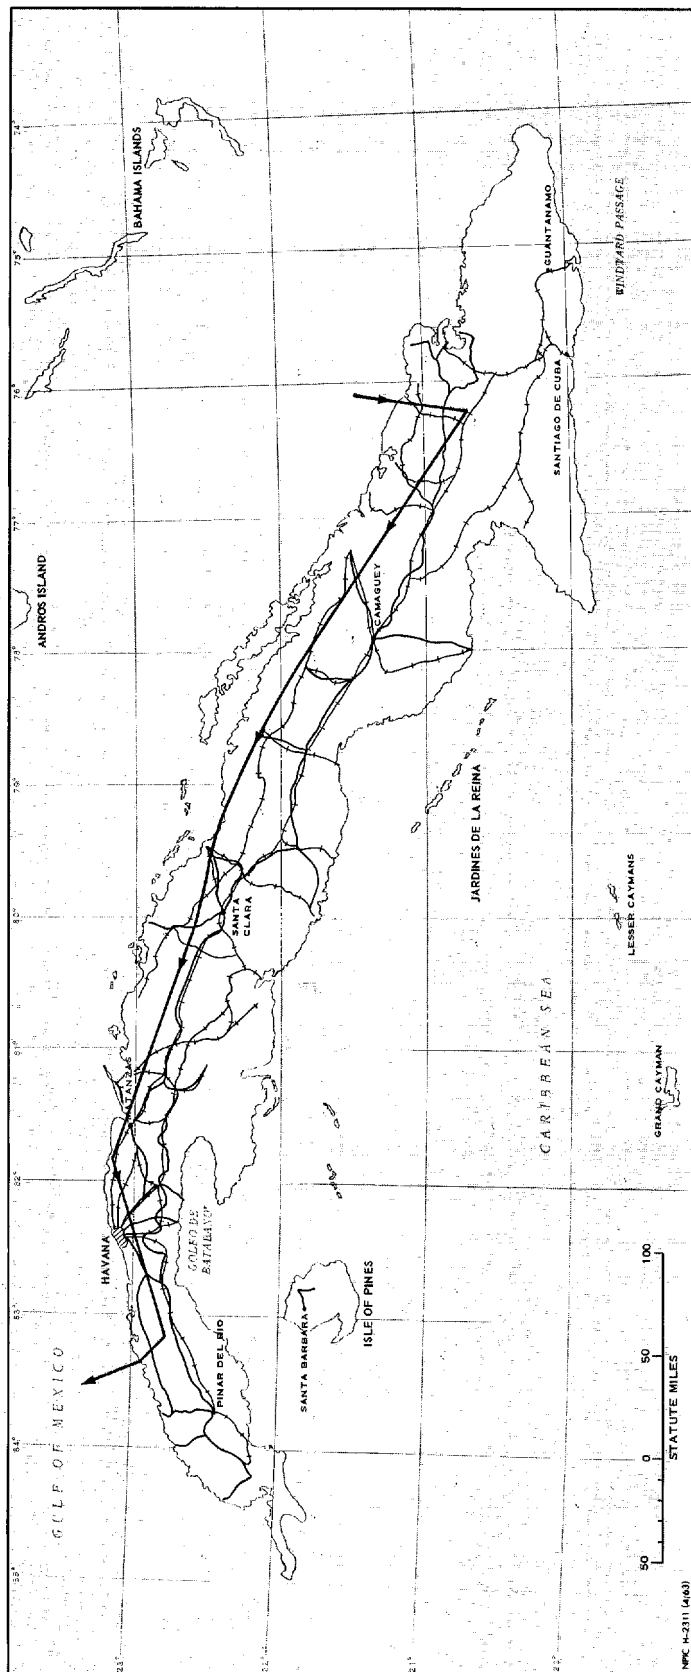 GULF OF MEXICO
HAVANA
MATANZAS
ANDROS ISLAND
BAHAMA ISLANDS
PINAR DEL RIO
GOLFO DE
BATABANO
SANTA
CLARA
CAMAGUEY
GUANTANAMO
SANTIAGO DE CUBA
WINDWARD PASSAGE
SANTA BARBARA
ISLE OF PINES
JARDINES DE LA REINA
CARIBBEAN SEA
LESSER CAYMANS
GRAND CAYMAN
84°
83°
82°
81°
80°
79°
78°
77°
76°
75°
74°
23°
21°
50
0
50
100
STATUTE MILES
NPIC H-2311 (4/63)